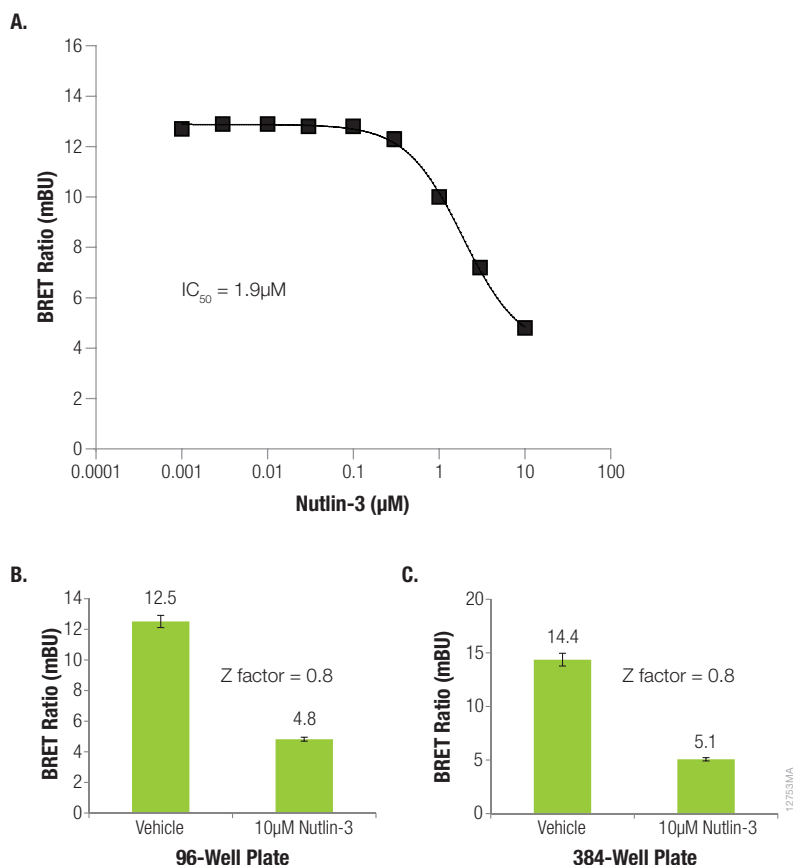 A.
16
14
12
10
8
6
4
2
0
BRET Ratio (mBU)
IC50 = 1.9µM
0.0001 0.001 0.01 0.1 1 10 100
Nutlin-3 (µM)
B.
14
12
10
8
6
4
2
0
BRET Ratio (mBU)
12.5
Z factor = 0.8
4.8
Vehicle 10µM Nutlin-3
96-Well Plate
C.
20
15
10
5
0
BRET Ratio (mBU)
14.4
Z factor = 0.8
5.1
Vehicle 10µM Nutlin-3
384-Well Plate
12753MA